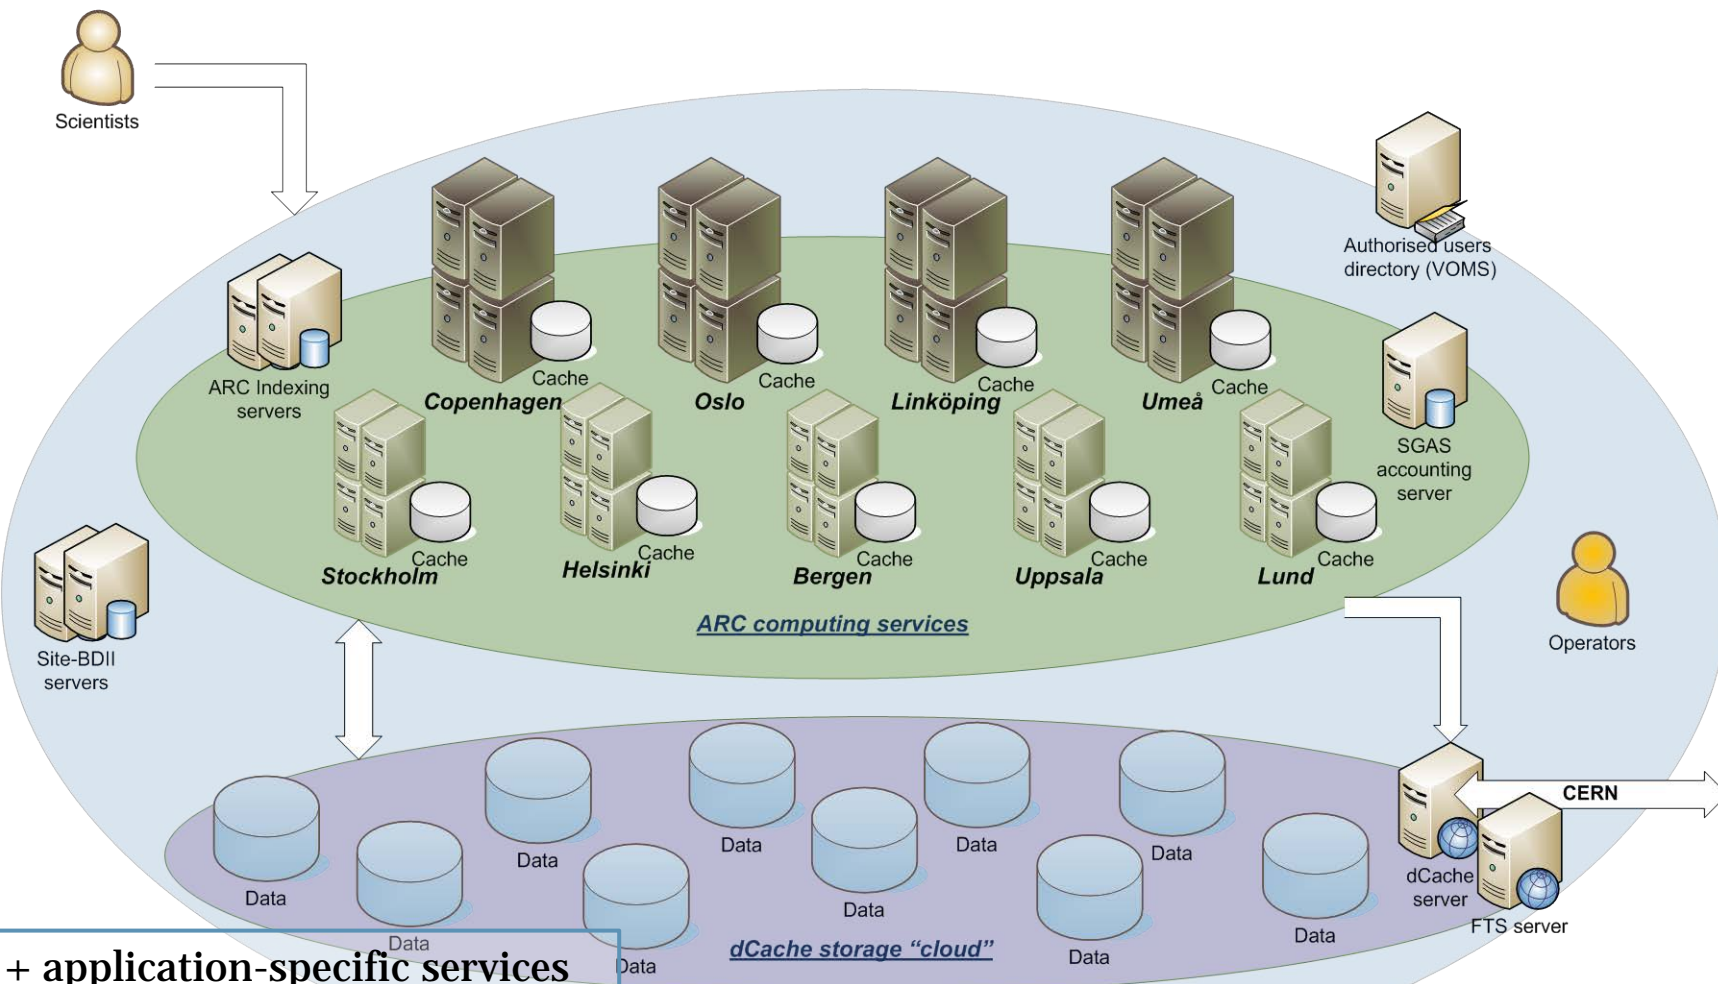 Scientists
Authorised users
directory (VOMS)
ARC Indexing
servers
Cache
Copenhagen
Cache
Oslo
Cache
Linköping
Cache
Umeå
SGAS
accounting
server
Cache
Stockholm
Cache
Helsinki
Cache
Bergen
Cache
Uppsala
Cache
Lund
ARC computing services
Site-BDII
servers
Operators
CERN
Data
Data
Data
Data
Data
Data
Data
Data
Data
Data
dCache
server
FTS server
dCache storage “cloud”
+ application-specific services